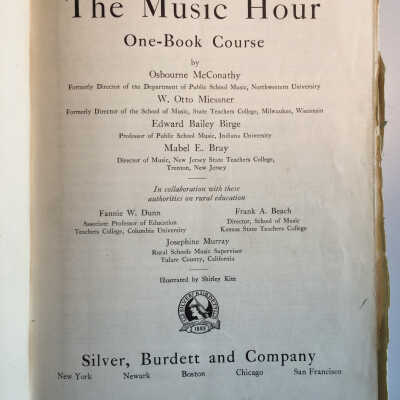 The Music Hour
One-Book Course
by
Osbourne McConathy
Formerly Director of the Department of Public School Music, Northwestern University
W. Otto Miessner
Formerly Director of the School of Music, State Teachers College, Milwaukee, Wisconsin
Edward Bailey Birge
Professor of Public School Music, Indiana University
Mabel E. Bray
Director of Music, New Jersey State Teachers College,
Trenton, New Jersey
In collaboration with these
authorities on rural education
Fannie W. Dunn
Associate Professor of Education
Teachers College, Columbia University
Frank A. Beach
Director, School of Music
Kansas State Teachers College
Josephine Murray
Rural Schools Music Supervisor
Tulare County, California
Illustrated by Shirley Kite
1885
Silver, Burdett and Company
New York Newark Boston Chicago San Francisco